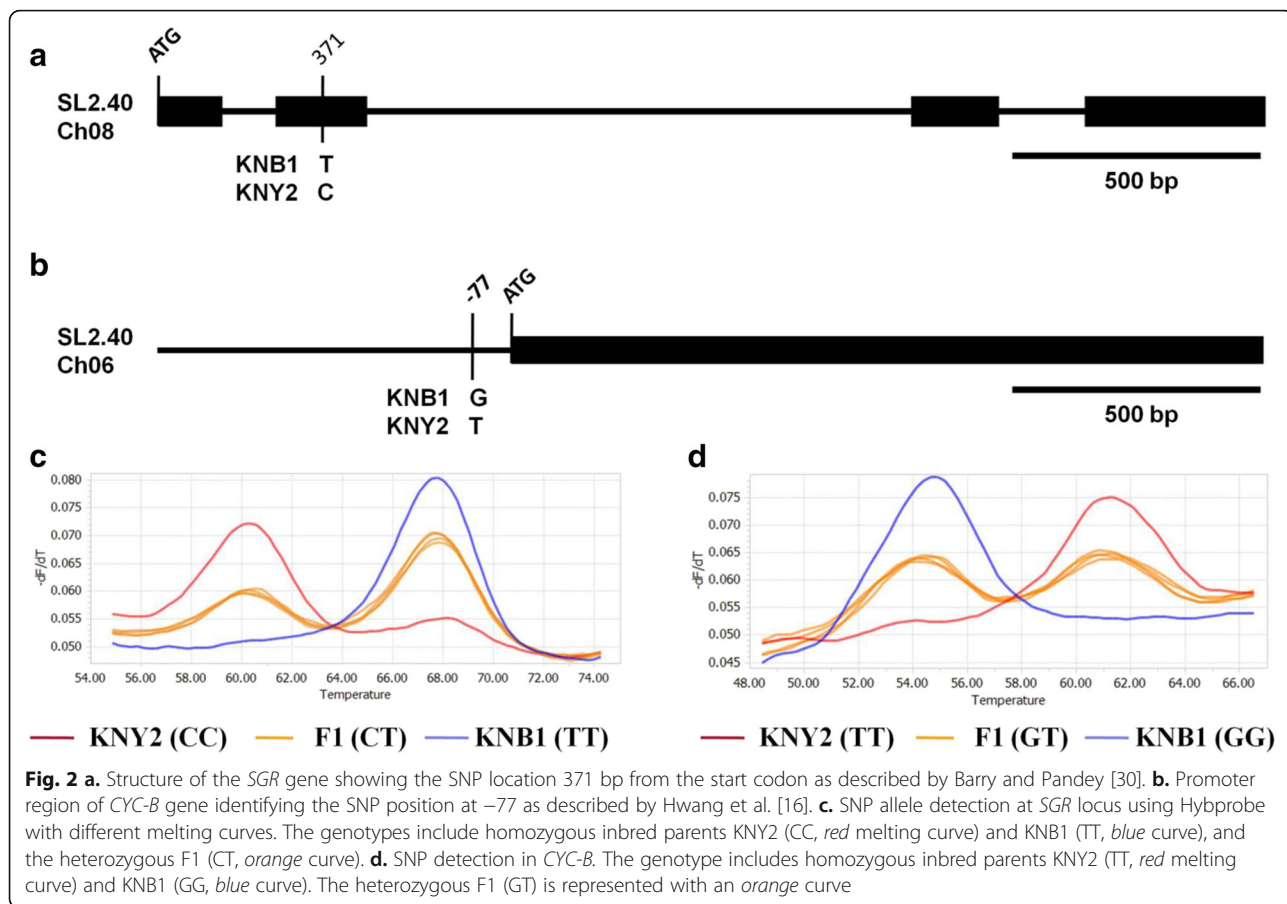 a
ATG
371
SL2.40
Ch08
KNB1 T
KNY2 C
500 bp
b
-77
ATG
SL2.40
Ch06
KNB1 G
KNY2 T
500 bp
c
0.080
0.075
0.070
0.065
0.060
0.055
0.050
-dF/dT
54.00 56.00 58.00 60.00 62.00 64.00 66.00 68.00 70.00 72.00 74.00
Temperature
KNY2 (CC) F1 (CT) KNB1 (TT)
d
0.075
0.070
0.065
0.060
0.055
0.050
0.045
-dF/dT
48.00 50.00 52.00 54.00 56.00 58.00 60.00 62.00 64.00 66.00
Temperature
KNY2 (TT) F1 (GT) KNB1 (GG)
Fig. 2 a. Structure of the SGR gene showing the SNP location 371 bp from the start codon as described by Barry and Pandey [30]. b. Promoter
region of CYC-B gene identifying the SNP position at −77 as described by Hwang et al. [16]. c. SNP allele detection at SGR locus using Hybprobe
with different melting curves. The genotypes include homozygous inbred parents KNY2 (CC, red melting curve) and KNB1 (TT, blue curve), and
the heterozygous F1 (CT, orange curve). d. SNP detection in CYC-B. The genotype includes homozygous inbred parents KNY2 (TT, red melting
curve) and KNB1 (GG, blue curve). The heterozygous F1 (GT) is represented with an orange curve